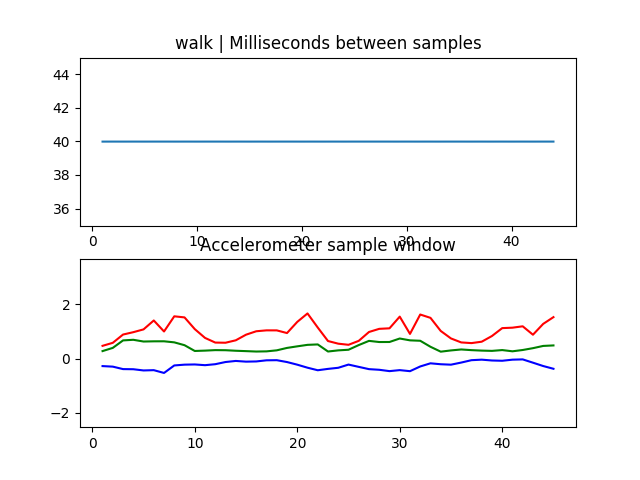 walk | Milliseconds between samples
44
42
40
38
36
0 10 20 30 40
Accelerometer sample window
2
0
−2
0 10 20 30 40